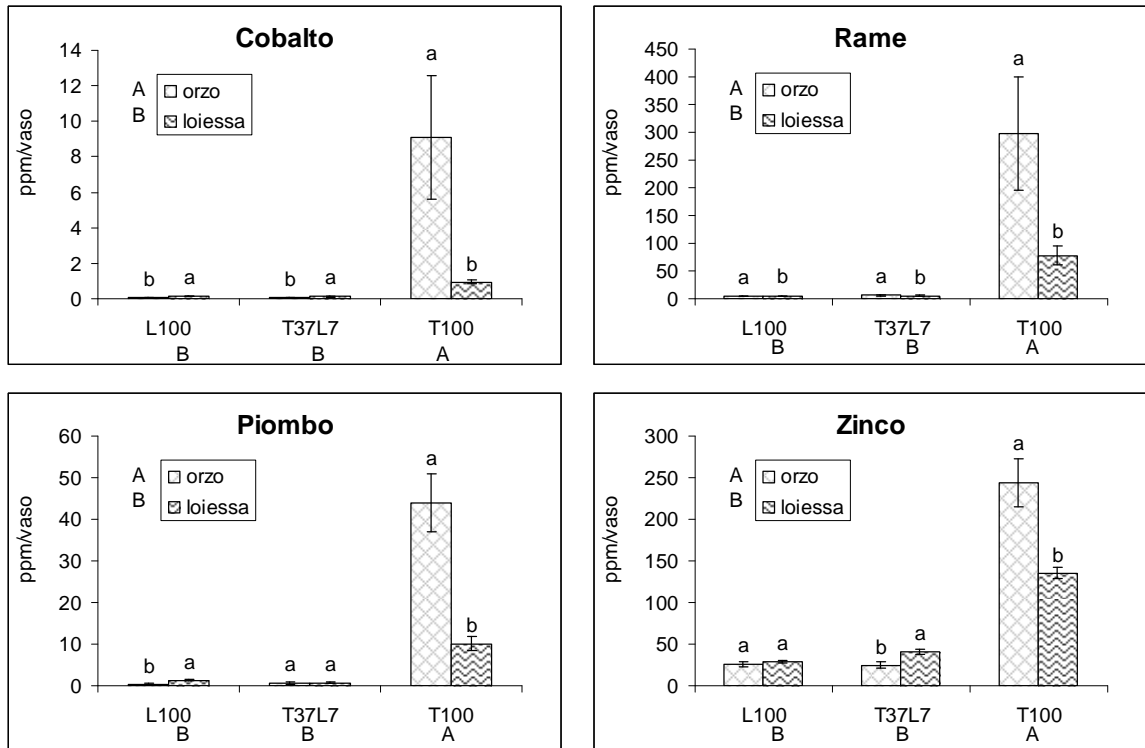 Cobalto
14
12
10
8
6
4
2
0
ppm/vaso
A orzo
B loiessa
b a b a a b
L100 T37L7 T100
B B A
Rame
450
400
350
300
250
200
150
100
50
0
ppm/vaso
A orzo
B loiessa
a b a b a b
L100 T37L7 T100
B B A
Piombo
60
50
40
30
20
10
0
ppm/vaso
A orzo
B loiessa
b a a a a b
L100 T37L7 T100
B B A
Zinco
300
250
200
150
100
50
0
ppm/vaso
A orzo
B loiessa
a a b a a b
L100 T37L7 T100
B B A